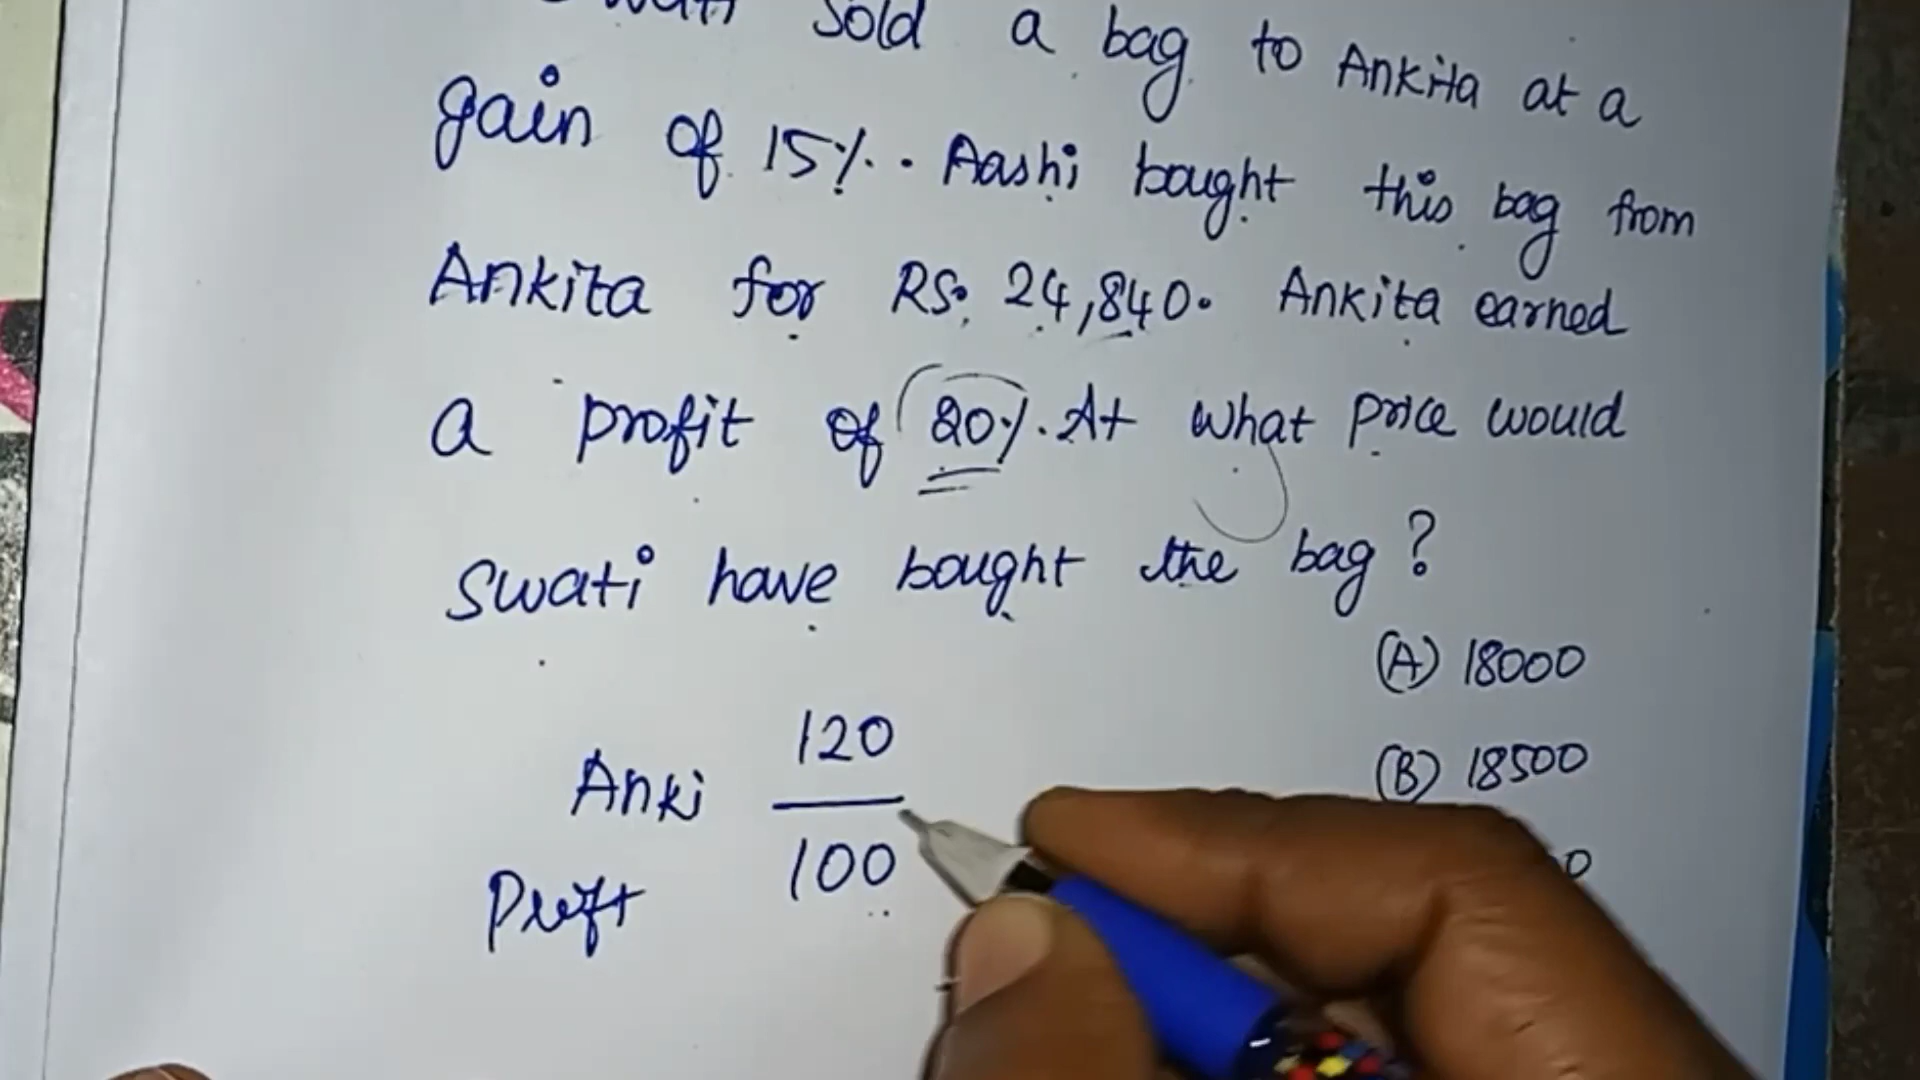 sold a bag to Ankita at a
gain of 15%. Aashi bought this bag from
Ankita for RS. 24,840. Ankita earned
a profit of 20%. At what price would
Swati have bought the bag?
(A) 18000
(B) 18500
Anki 120
100